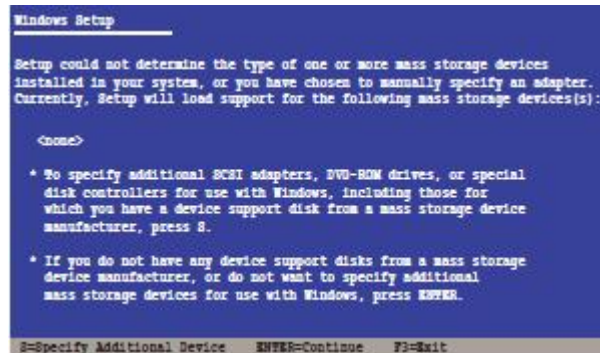 Windows Setup
Setup could not determine the type of one or more mass storage devices
installed in your system, or you have chosen to manually specify an adapter.
Currently, Setup will load support for the following mass storage devices(s):
<none>
* To specify additional SCSI adapters, DVD-ROM drives, or special
disk controllers for use with Windows, including those for
which you have a device support disk from a mass storage device
manufacturer, press S.
* If you do not have any device support disks from a mass storage
device manufacturer, or do not want to specify additional
mass storage devices for use with Windows, press ENTER.
S=Specify Additional Device ENTER=Continue F3=Exit